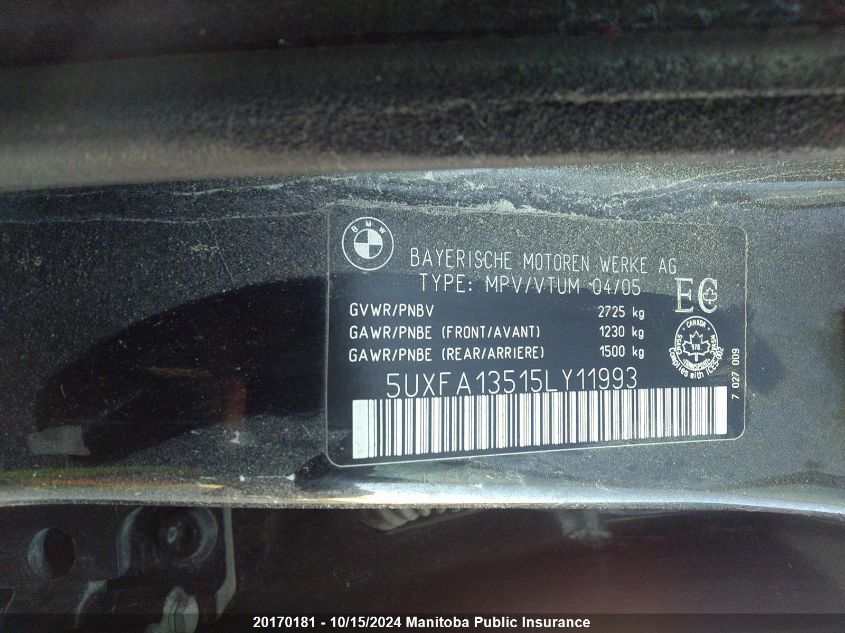 BMW
BAYERISCHE MOTOREN WERKE AG
TYPE: MPV/VTUM 04/05
EC
GVWR/PNBV 2725 kg
GAWR/PNBE (FRONT/AVANT) 1230 kg
GAWR/PNBE (REAR/ARRIERE) 1500 kg
CANADA
TRANSPORT
978
5UXFA13515LY11993
7 027 009
20170181 - 10/15/2024 Manitoba Public Insurance